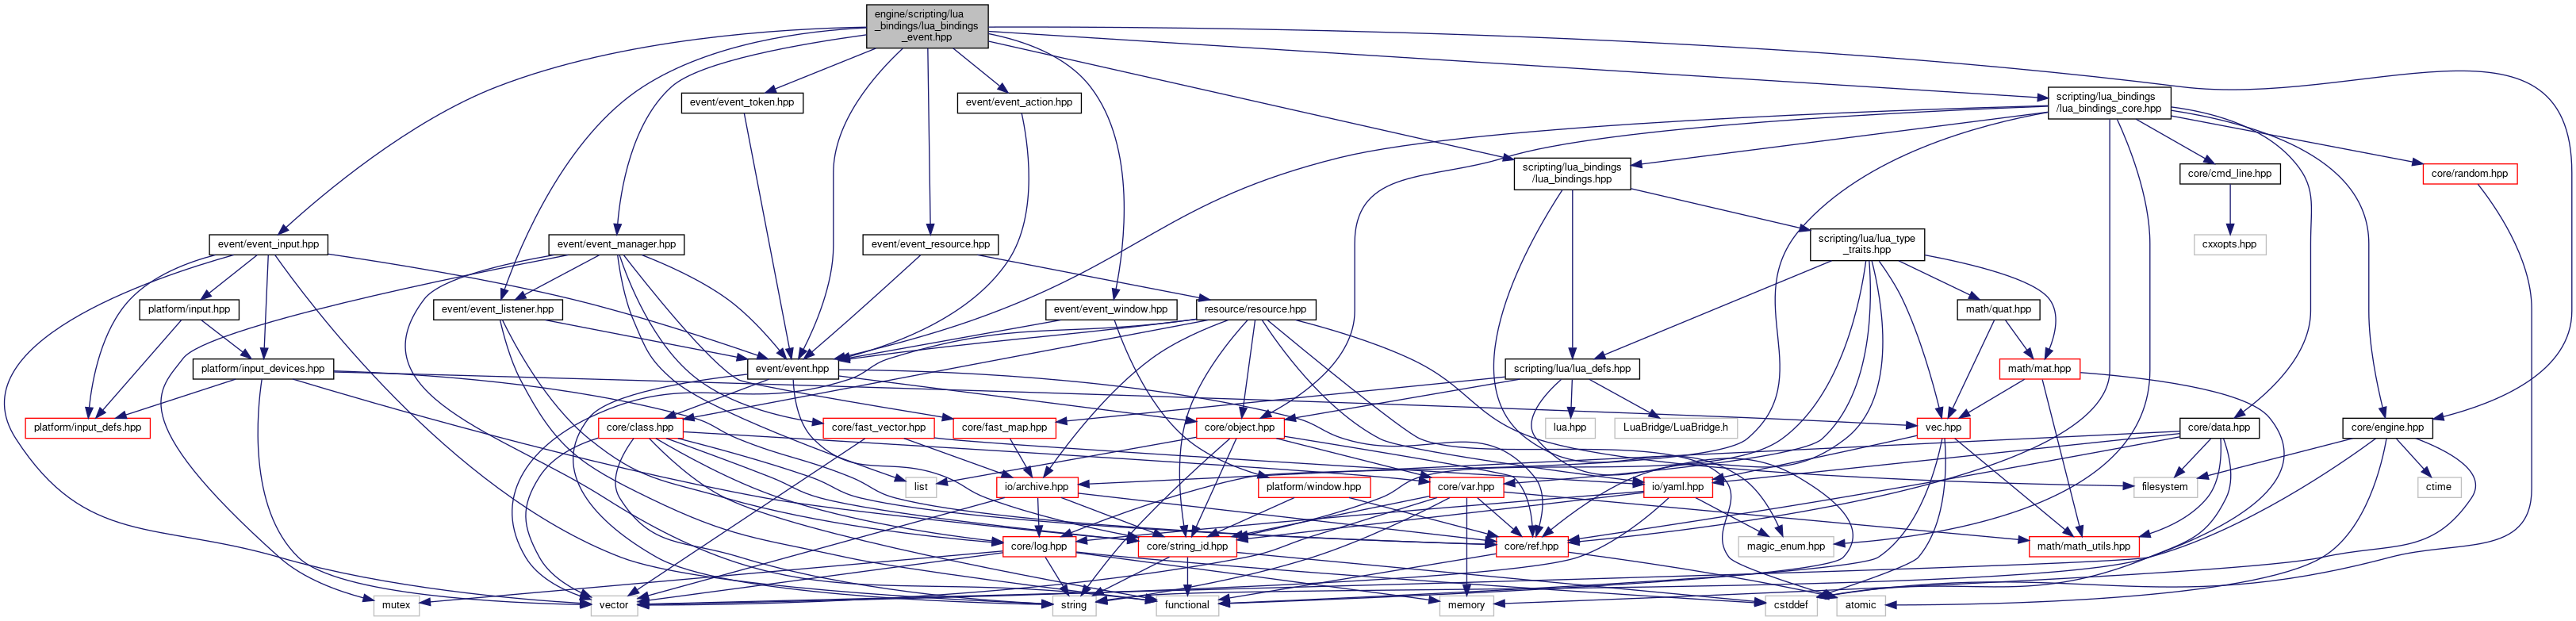 engine/scripting/lua
_bindings/lua_bindings
_event.hpp
scripting/lua_bindings
/lua_bindings_core.hpp
event/event_token.hpp
event/event_action.hpp
scripting/lua_bindings
/lua_bindings.hpp
core/cmd_line.hpp
core/random.hpp
event/event_input.hpp
event/event_manager.hpp
event/event_resource.hpp
scripting/lua/lua_type
_traits.hpp
cxxopts.hpp
platform/input.hpp
event/event_listener.hpp
event/event_window.hpp
resource/resource.hpp
math/quat.hpp
platform/input_devices.hpp
event/event.hpp
scripting/lua/lua_defs.hpp
math/mat.hpp
platform/input_defs.hpp
core/class.hpp
core/fast_vector.hpp
core/fast_map.hpp
core/object.hpp
lua.hpp
LuaBridge/LuaBridge.h
vec.hpp
core/data.hpp
core/engine.hpp
list
io/archive.hpp
platform/window.hpp
core/var.hpp
io/yaml.hpp
filesystem
ctime
core/log.hpp
core/string_id.hpp
core/ref.hpp
magic_enum.hpp
math/math_utils.hpp
mutex
vector
string
functional
memory
cstddef
atomic